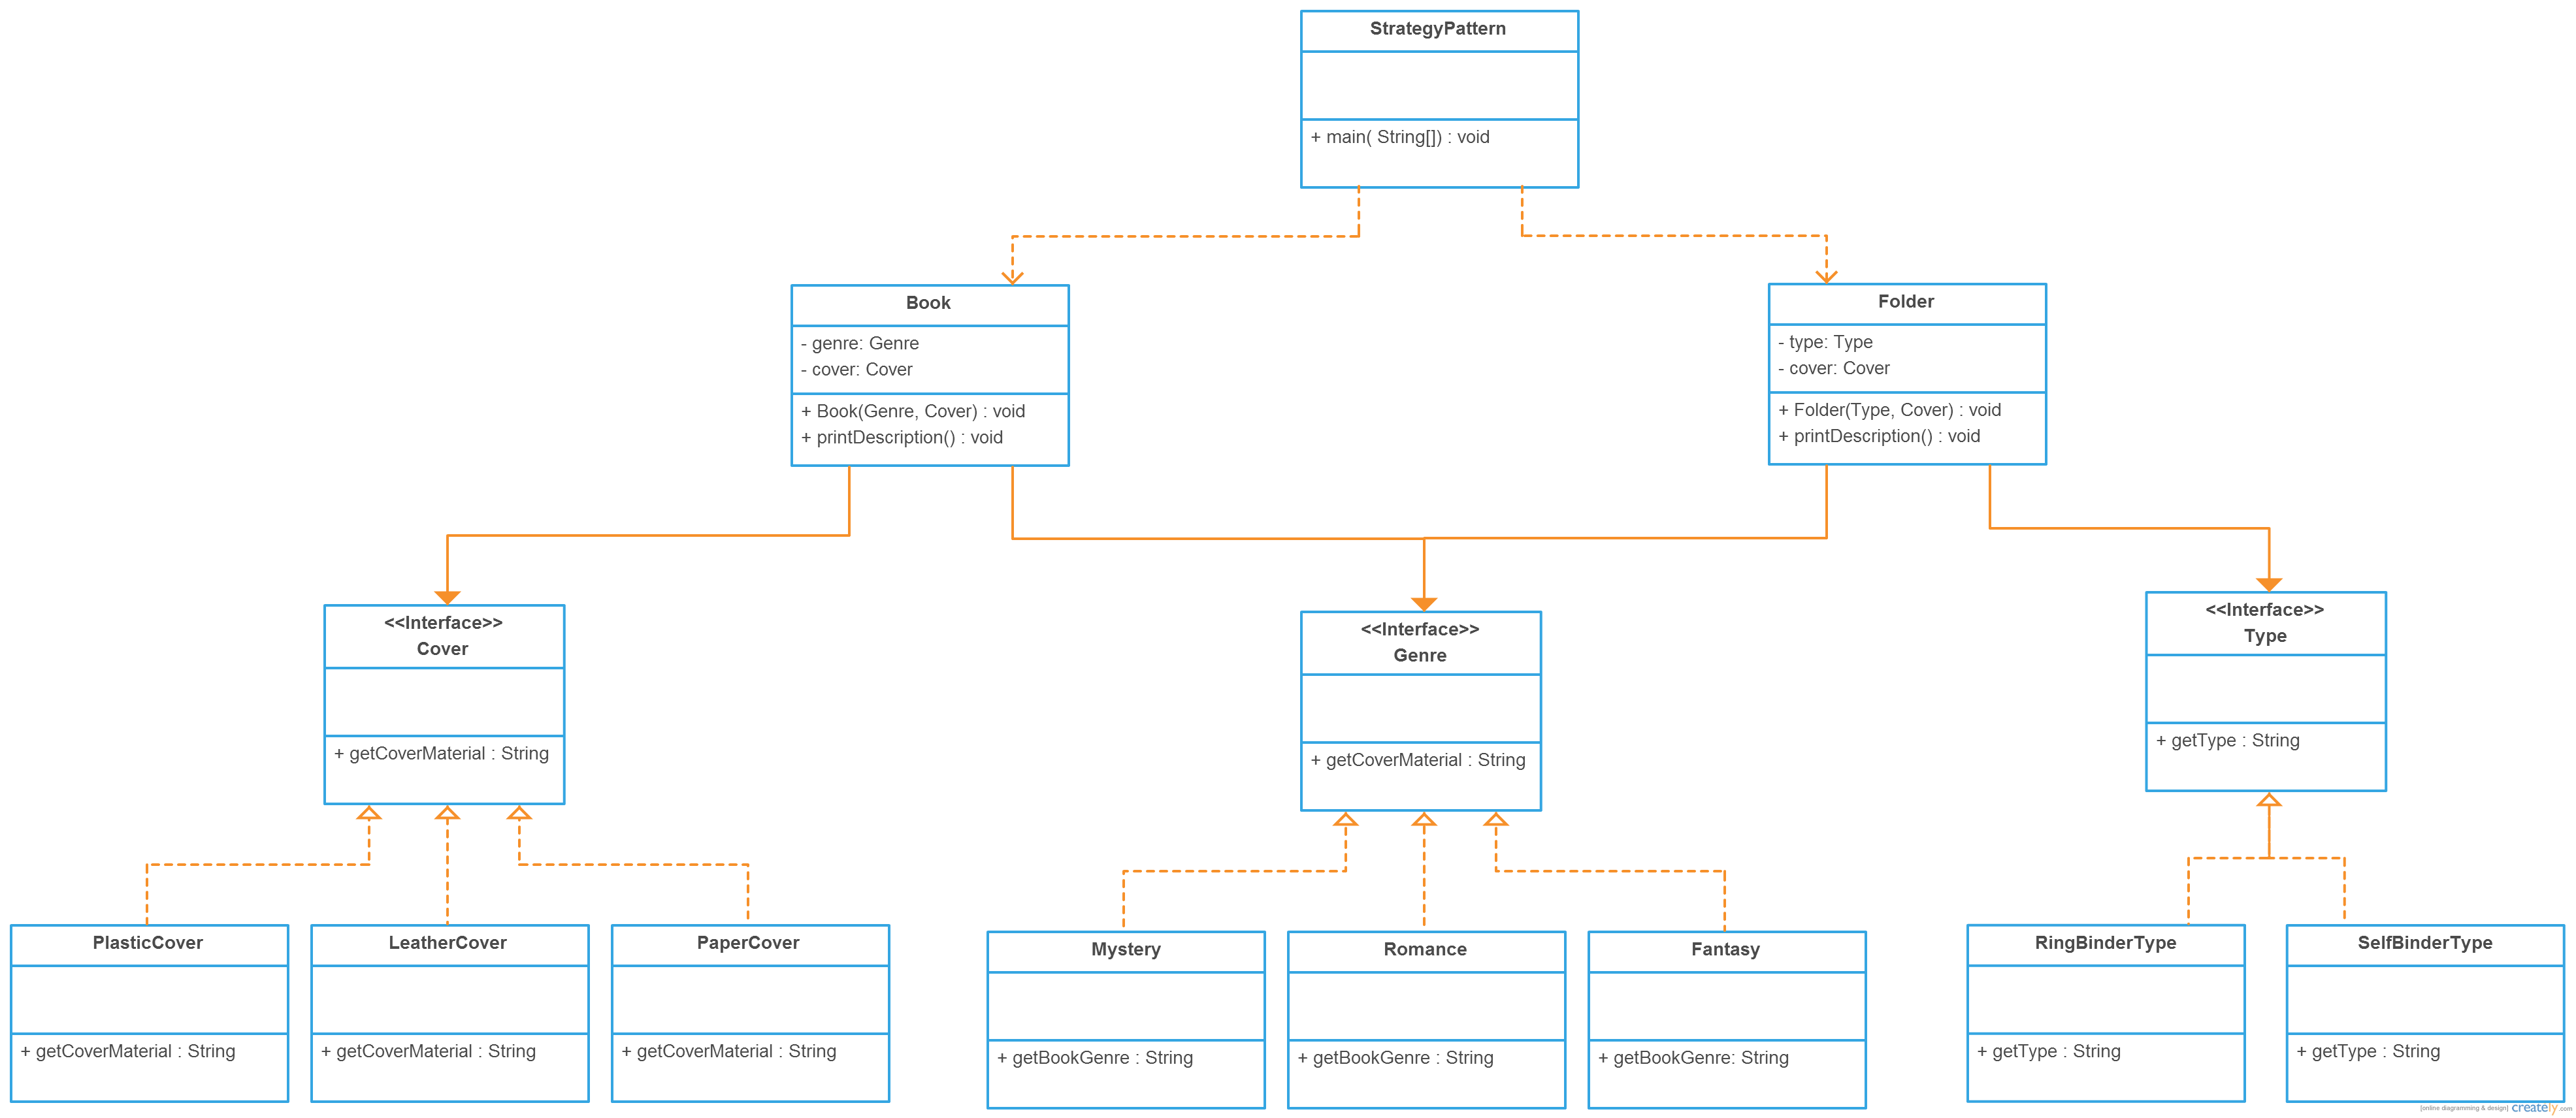 StrategyPattern
+ main( String[]) : void
Book
- genre: Genre
- cover: Cover
+ Book(Genre, Cover) : void
+ printDescription() : void
Folder
- type: Type
- cover: Cover
+ Folder(Type, Cover) : void
+ printDescription() : void
<<Interface>>
Cover
+ getCoverMaterial : String
<<Interface>>
Genre
+ getCoverMaterial : String
<<Interface>>
Type
+ getType : String
PlasticCover
+ getCoverMaterial : String
LeatherCover
+ getCoverMaterial : String
PaperCover
+ getCoverMaterial : String
Mystery
+ getBookGenre : String
Romance
+ getBookGenre : String
Fantasy
+ getBookGenre: String
RingBinderType
+ getType : String
SelfBinderType
+ getType : String
[online diagramming & design] creately.com